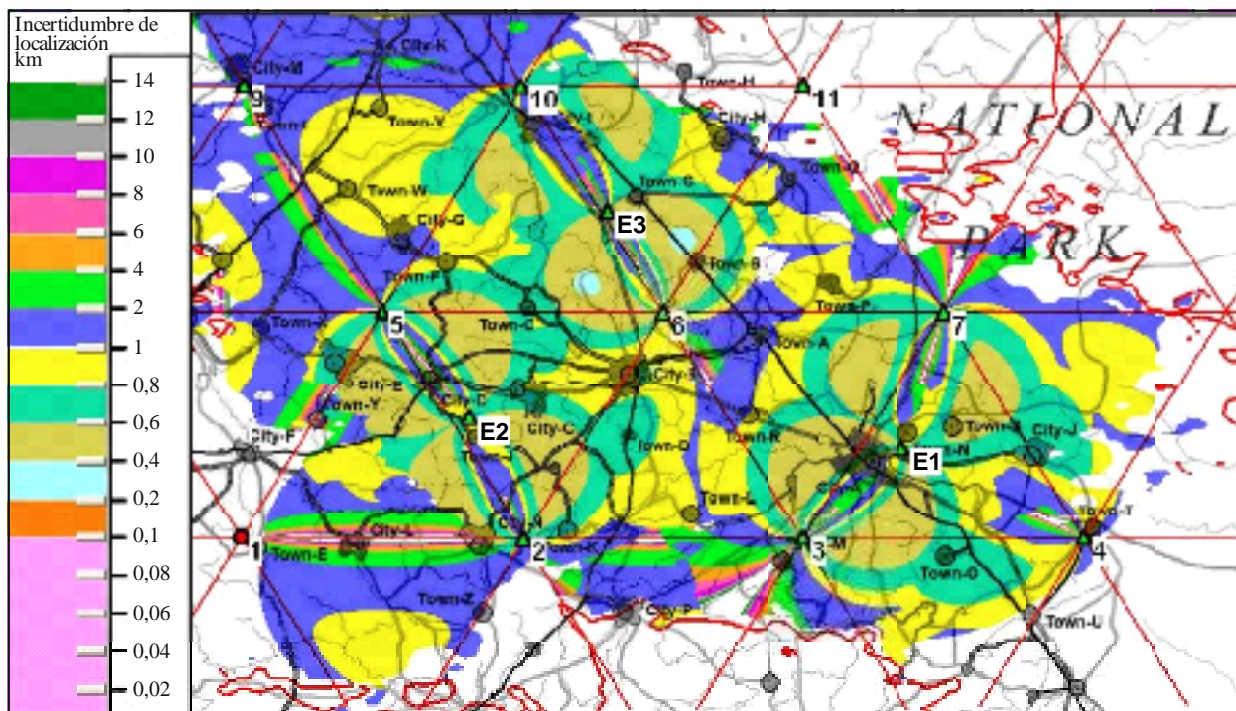 Incertidumbre de
localización
km
14
12
10
8
6
4
2
1
0,8
0,6
0,4
0,2
0,1
0,08
0,06
0,04
0,02
City-K
City-M
9
10
11
Town-H
City-H
Town-V
NATIONAL
Town-W
Town-G
City-G
E3
PARK
Town-F
Town-B
Town-P
5
Town-C
6
7
Town-X
Town-A
City-E
City-C
Town-Y
E2
City-C
City-F
Town-D
Town-R
City-J
E1
Town-L
Town-T
1
City-L
2
Town-K
3
4
Town-E
Town-O
Town-Z
City-P
Town-U